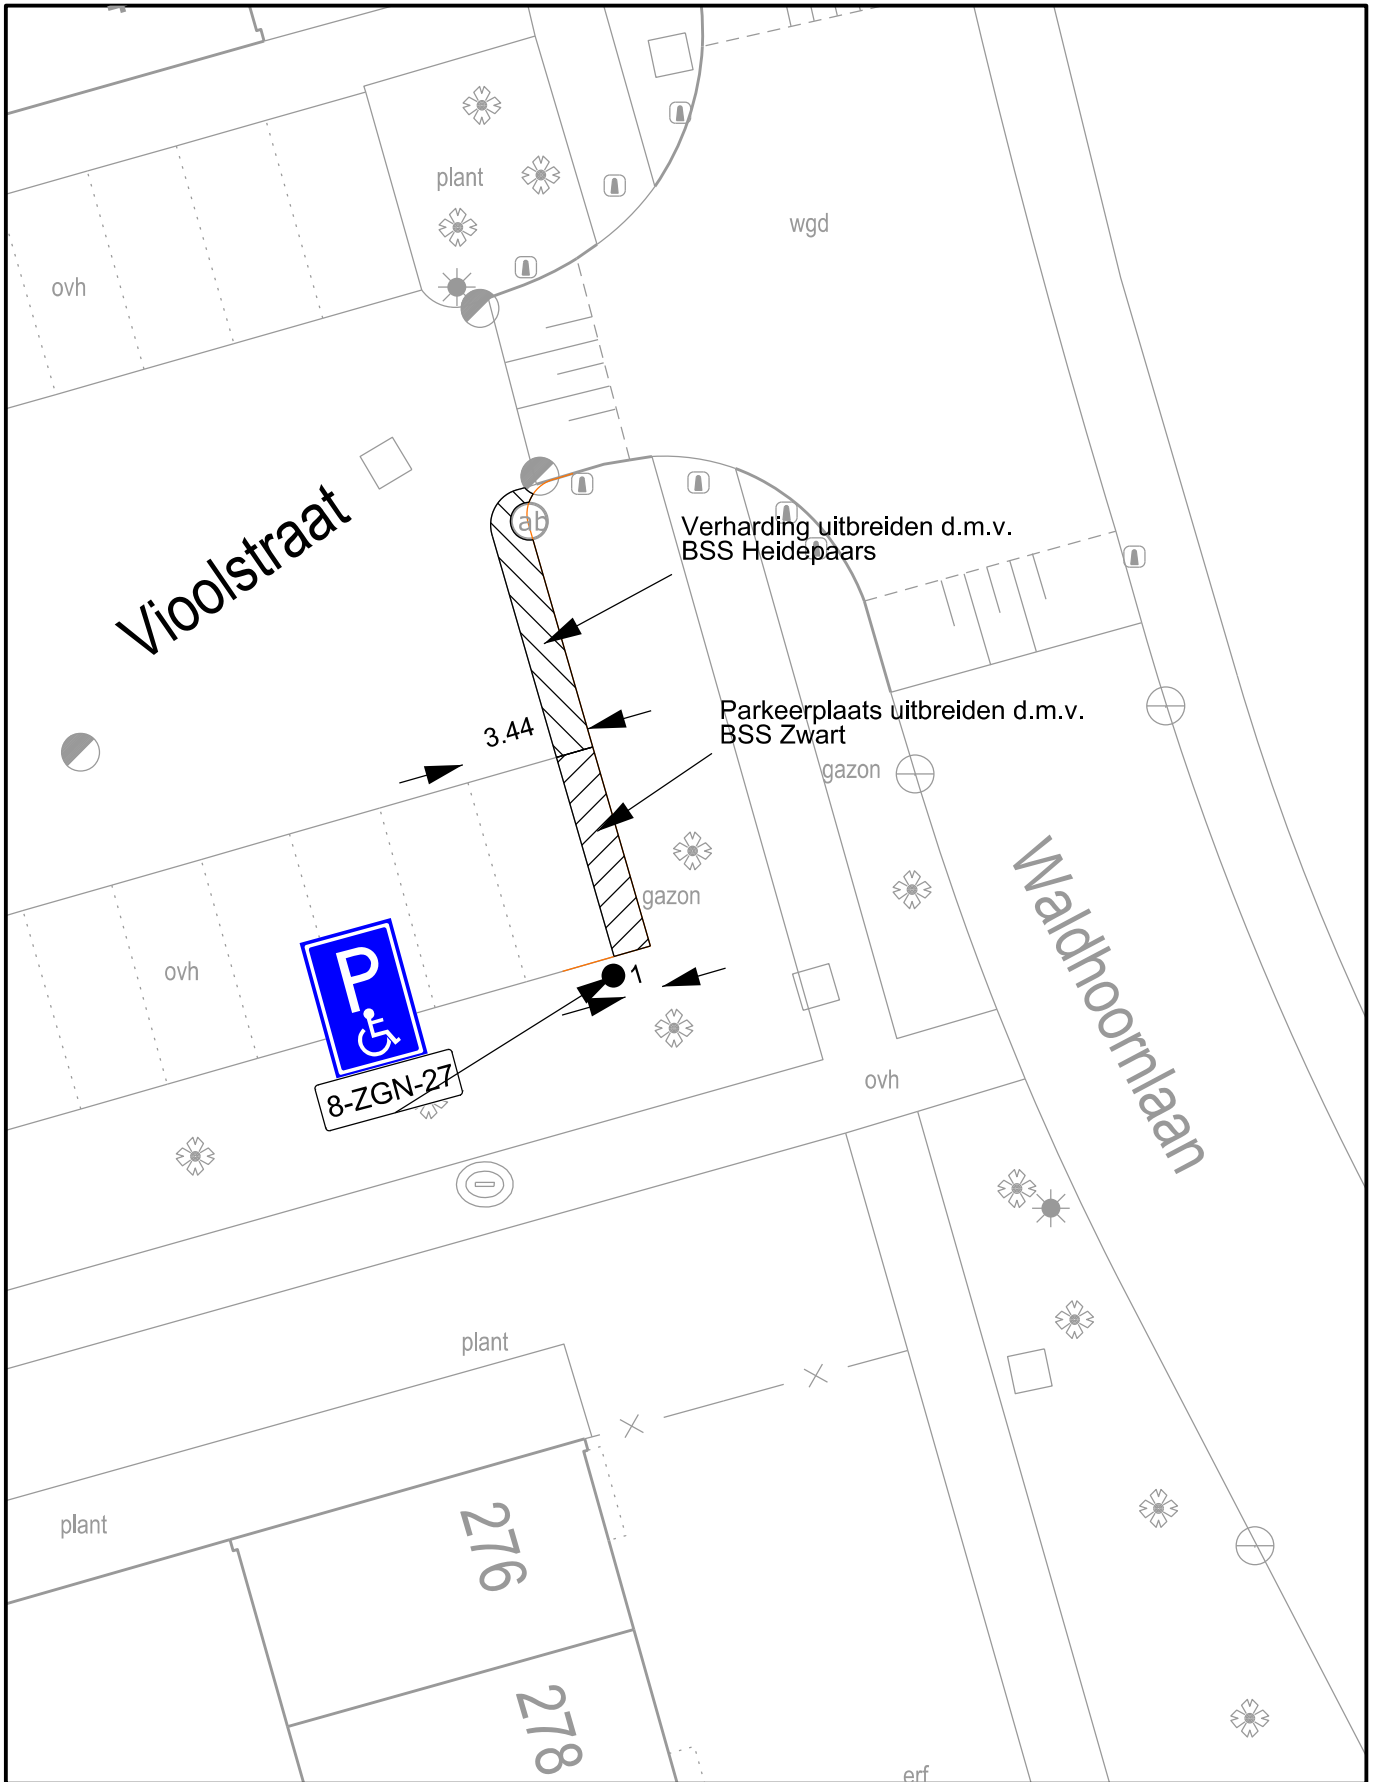 plant
wgd
ovh
Vioolstraat
ab
Verharding uitbreiden d.m.v.
BSS Heidepaars
3.44
Parkeerplaats uitbreiden d.m.v.
BSS Zwart
gazon
gazon
Waldhoornlaan
ovh
P
1
8-ZGN-27
ovh
plant
plant
276
278
erf